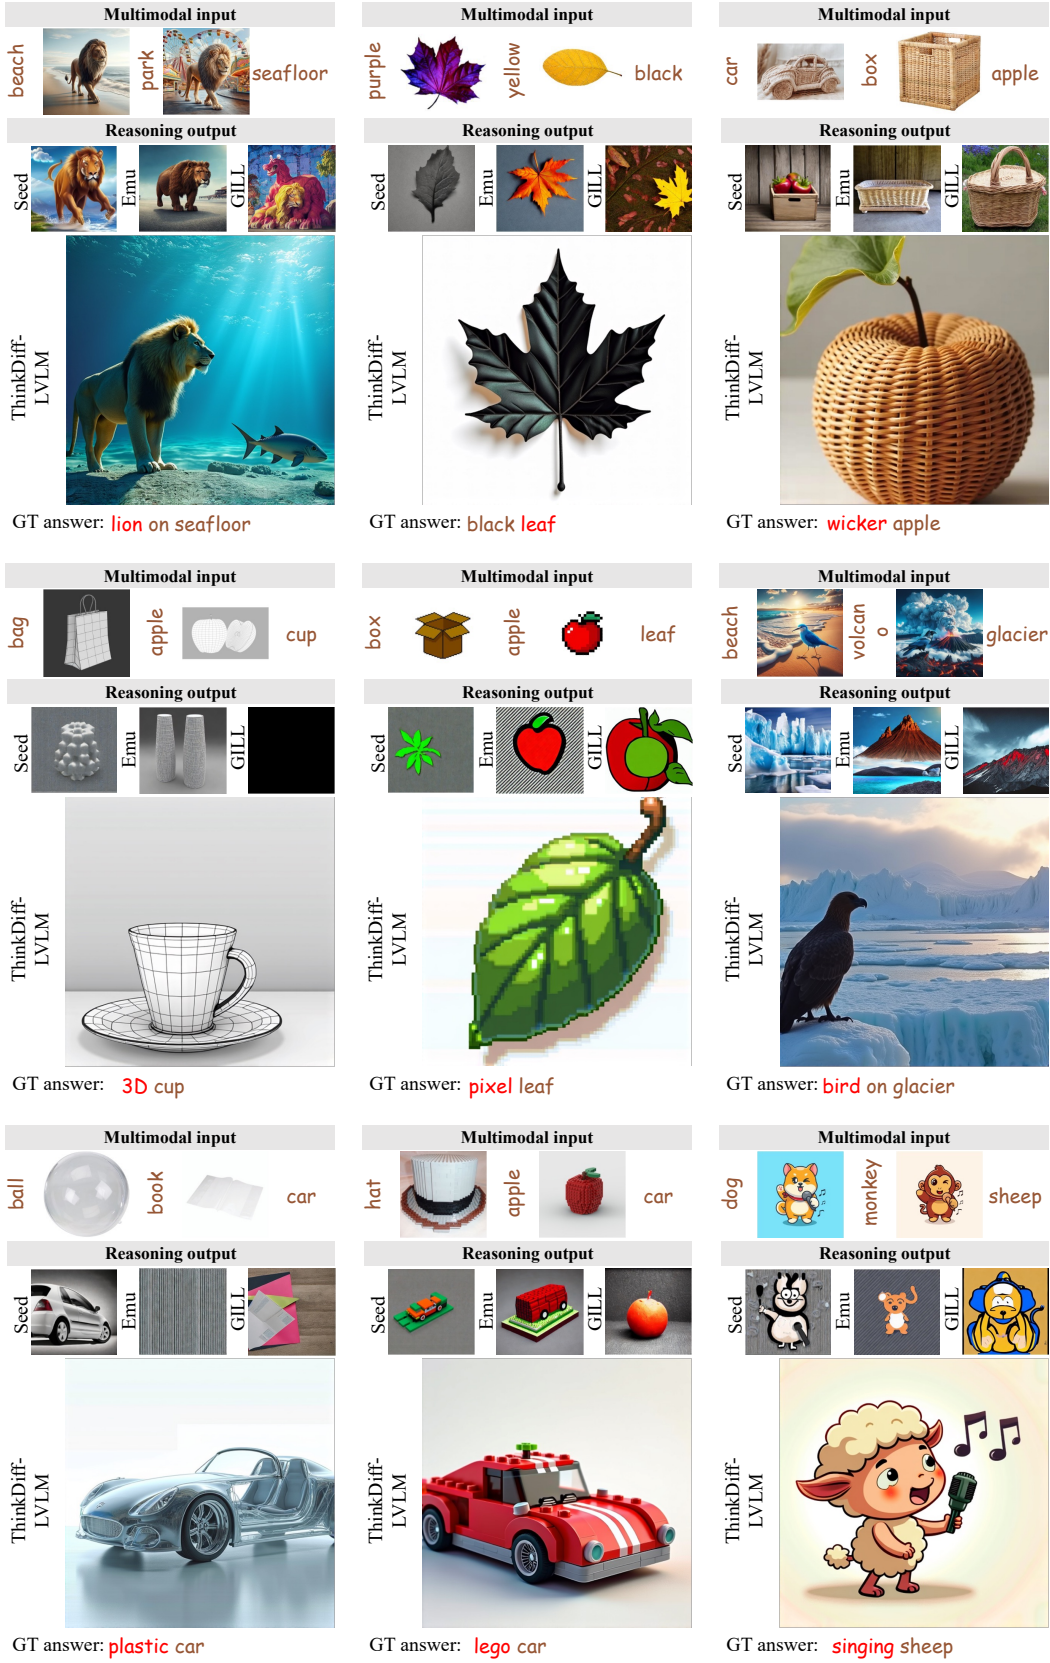 Multimodal input
beach
park
seafloor
Reasoning output
Seed
Emu
GILL
ThinkDiff-
LVLM
GT answer: lion on seafloor
Multimodal input
purple
yellow
black
Reasoning output
Seed
Emu
GILL
ThinkDiff-
LVLM
GT answer: black leaf
Multimodal input
car
box
apple
Reasoning output
Seed
Emu
GILL
ThinkDiff-
LVLM
GT answer: wicker apple
Multimodal input
bag
apple
cup
Reasoning output
Seed
Emu
GILL
ThinkDiff-
LVLM
GT answer: 3D cup
Multimodal input
box
apple
leaf
Reasoning output
Seed
Emu
GILL
ThinkDiff-
LVLM
GT answer: pixel leaf
Multimodal input
beach
volcan
o
glacier
Reasoning output
Seed
Emu
GILL
ThinkDiff-
LVLM
GT answer: bird on glacier
Multimodal input
ball
book
car
Reasoning output
Seed
Emu
GILL
ThinkDiff-
LVLM
GT answer: plastic car
Multimodal input
hat
apple
car
Reasoning output
Seed
Emu
GILL
ThinkDiff-
LVLM
GT answer: lego car
Multimodal input
dog
monkey
sheep
Reasoning output
Seed
Emu
GILL
ThinkDiff-
LVLM
GT answer: singing sheep